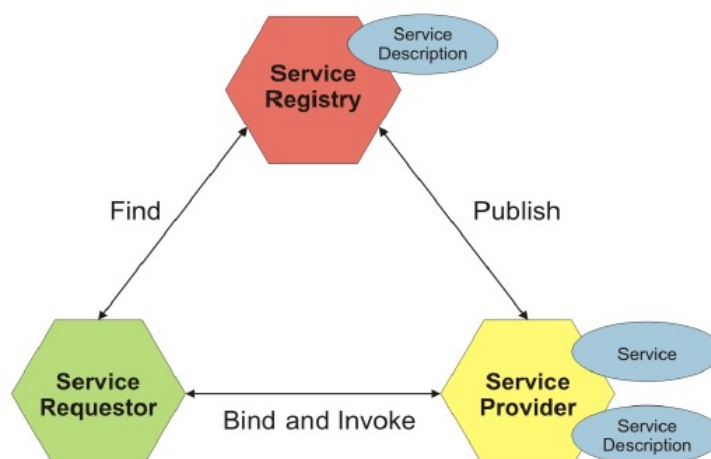 Service
Description
Service
Registry
Find
Publish
Service
Requestor
Bind and Invoke
Service
Provider
Service
Service
Description